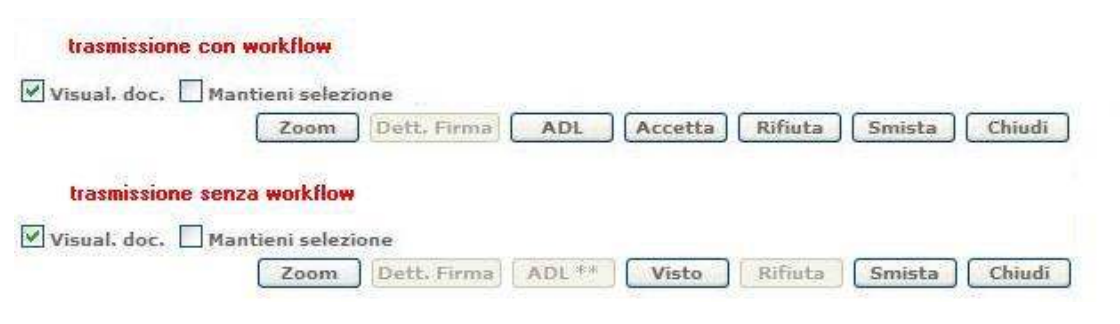 trasmissione con workflow
Visual. doc. Mantieni selezione
Zoom Dett. Firma ADL Accetta Rifiuta Smista Chiudi
trasmissione senza workflow
Visual. doc. Mantieni selezione
Zoom Dett. Firma ADL ** Visto Rifiuta Smista Chiudi